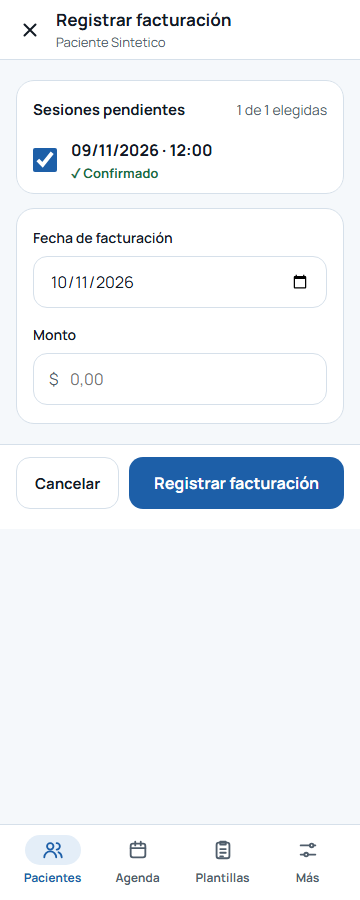 Registrar facturación
Paciente Sintetico
Sesiones pendientes
1 de 1 elegidas
09/11/2026 · 12:00
✓ Confirmado
Fecha de facturación
10/11/2026
Monto
$ 0,00
Cancelar
Registrar facturación
Pacientes
Agenda
Plantillas
Más